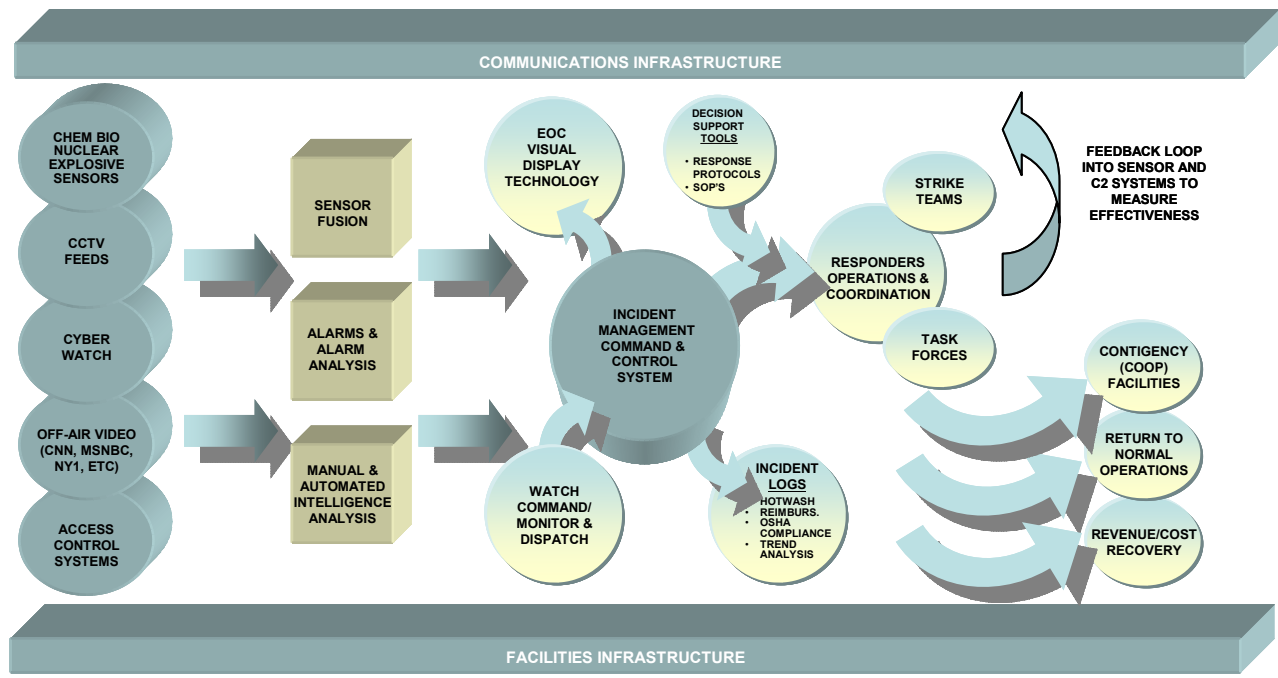 COMMUNICATIONS INFRASTRUCTURE
CHEM BIO
NUCLEAR
EXPLOSIVE
SENSORS
CCTV
FEEDS
CYBER
WATCH
OFF-AIR VIDEO
(CNN, MSNBC,
NY1, ETC)
ACCESS
CONTROL
SYSTEMS
SENSOR
FUSION
ALARMS &
ALARM
ANALYSIS
MANUAL &
AUTOMATED
INTELLIGENCE
ANALYSIS
EOC
VISUAL
DISPLAY
TECHNOLOGY
INCIDENT
MANAGEMENT
COMMAND &
CONTROL
SYSTEM
WATCH
COMMAND/
MONITOR &
DISPATCH
DECISION
SUPPORT
TOOLS
• RESPONSE
PROTOCOLS
• SOP'S
INCIDENT
LOGS
• HOTWASH
• REIMBURS.
• OSHA
COMPLIANCE
• TREND
ANALYSIS
RESPONDERS
OPERATIONS &
COORDINATION
STRIKE
TEAMS
TASK
FORCES
FEEDBACK LOOP
INTO SENSOR AND
C2 SYSTEMS TO
MEASURE
EFFECTIVENESS
CONTIGENCY
(COOP)
FACILITIES
RETURN TO
NORMAL
OPERATIONS
REVENUE/COST
RECOVERY
FACILITIES INFRASTRUCTURE